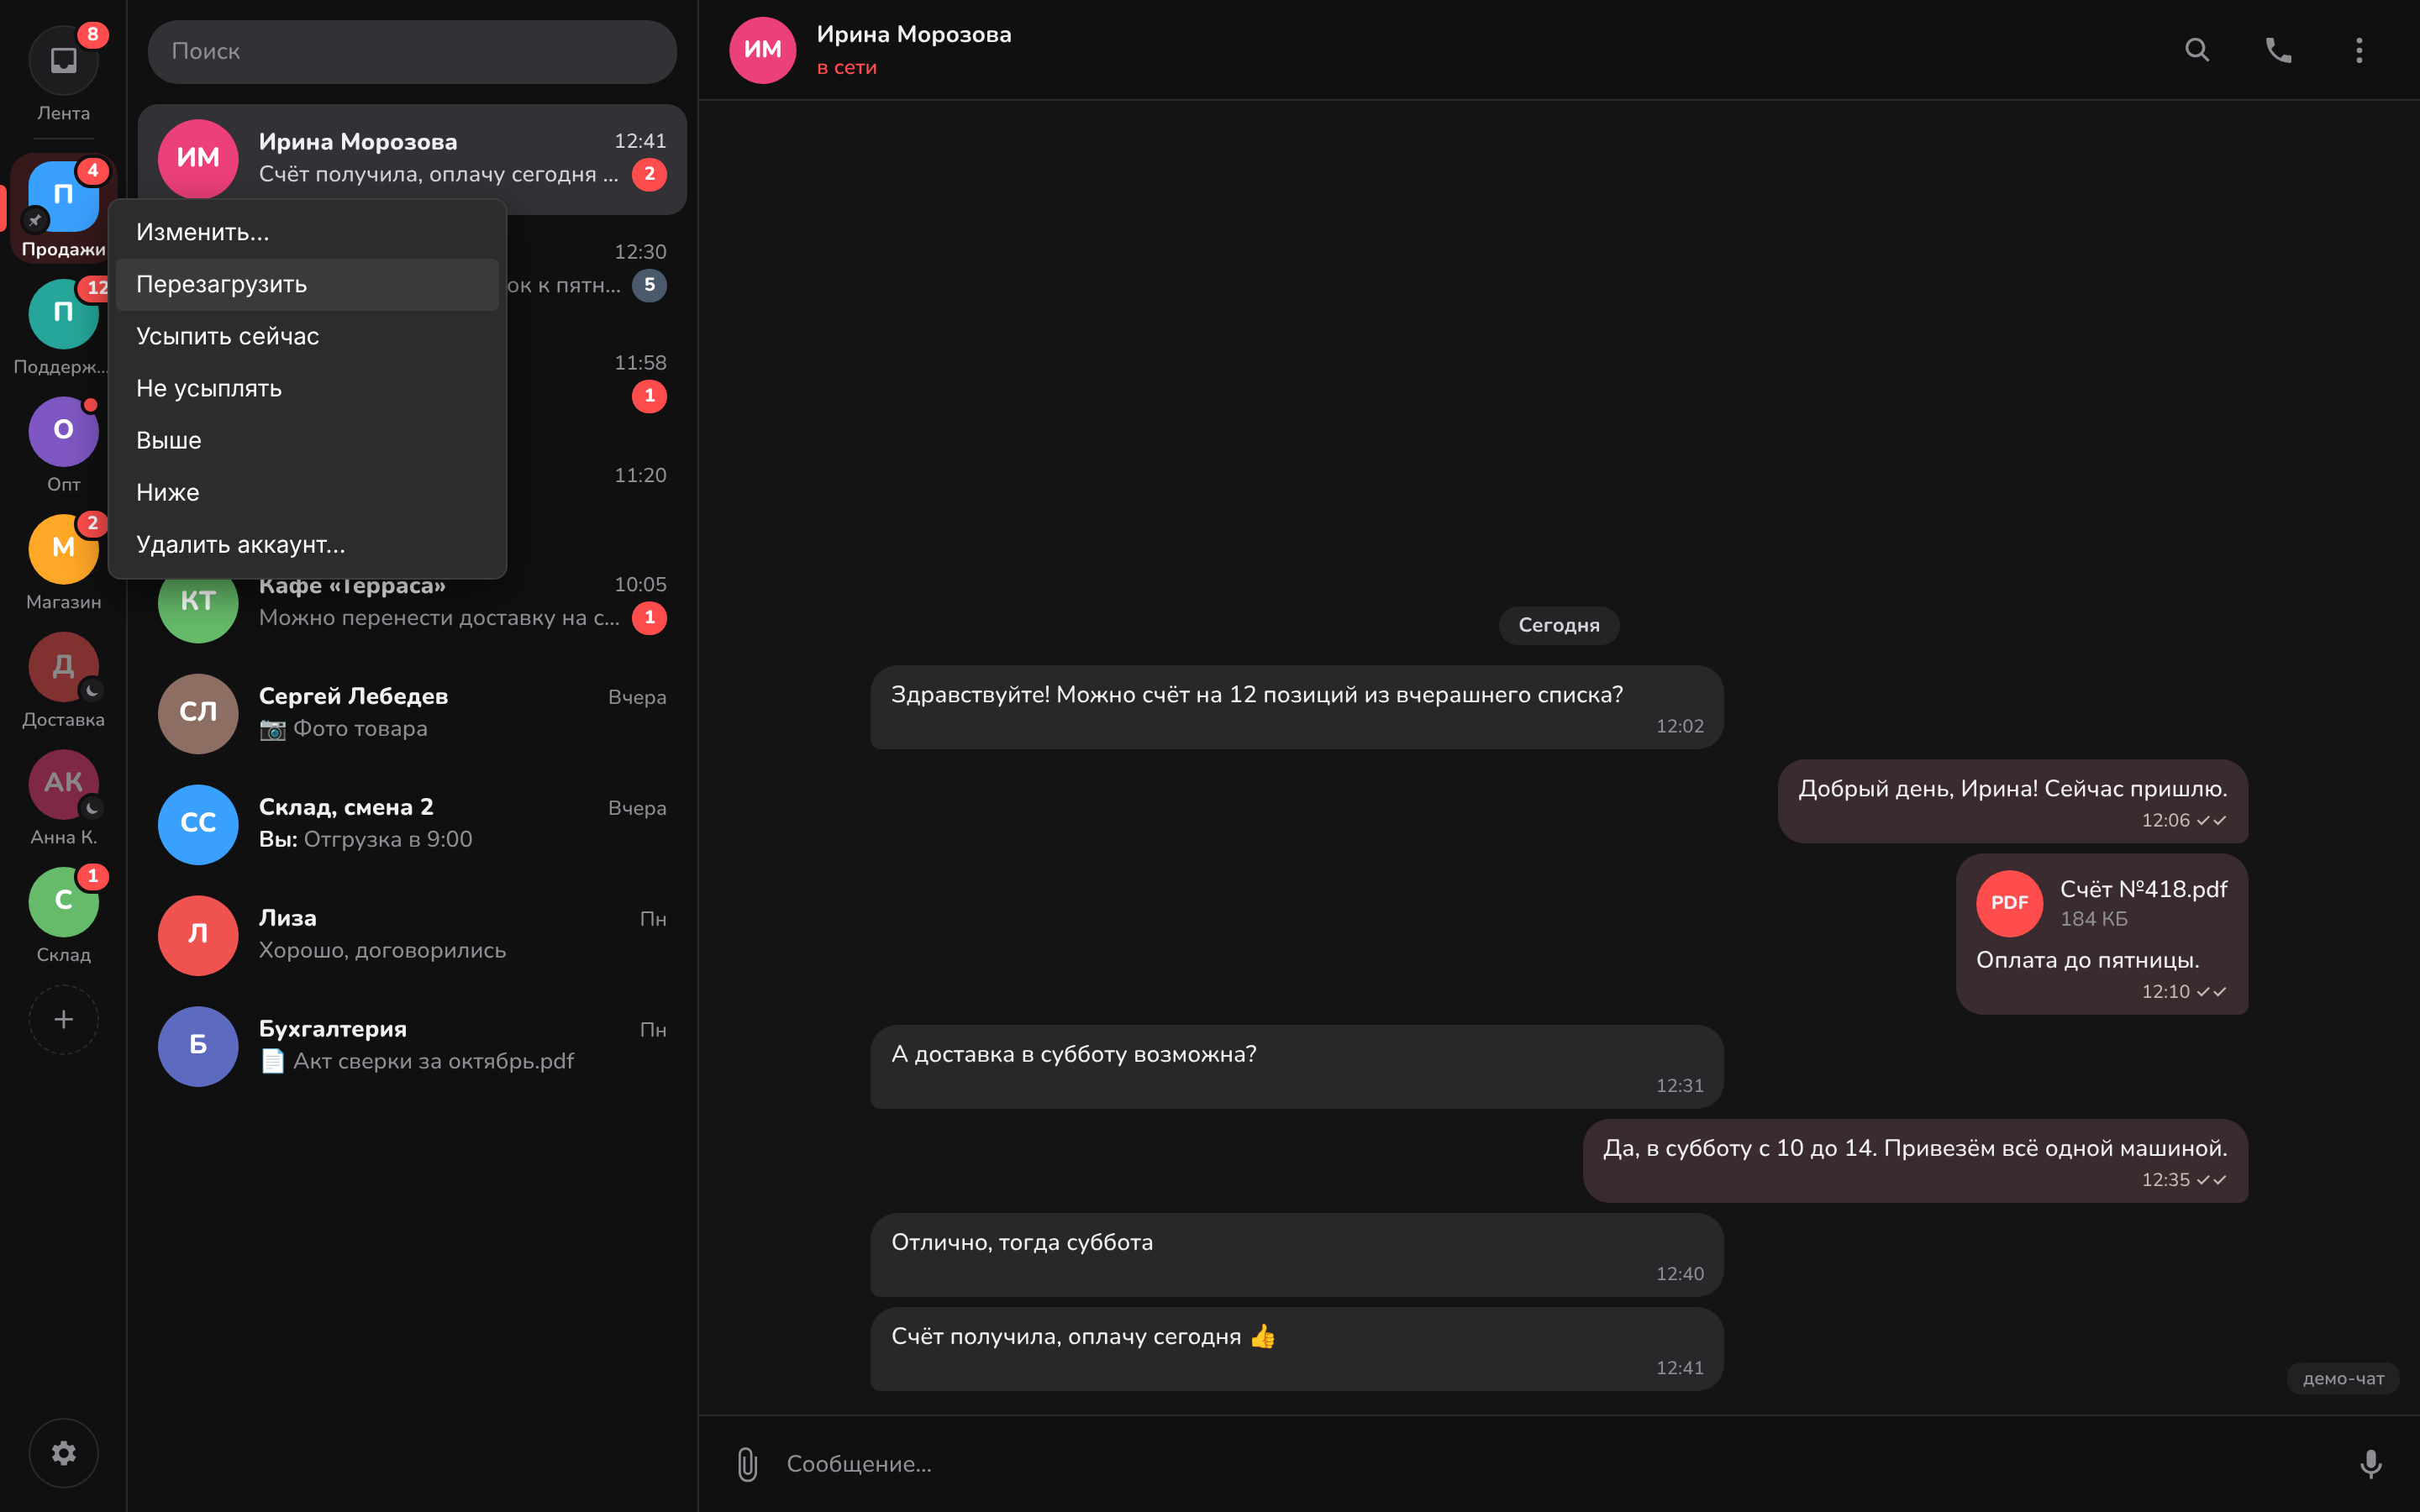 8
Лента
4
П
Продажи
12
П
Поддерж...
О
Опт
2
М
Магазин
Д
Доставка
АК
Анна К.
1
С
Склад
+
Поиск
ИМ
Ирина Морозова
12:41
Счёт получила, оплачу сегодня ...
2
12:30
ок к пятн...
5
11:58
1
11:20
Изменить...
Перезагрузить
Усыпить сейчас
Не усыплять
Выше
Ниже
Удалить аккаунт...
КТ
Кафе «Терраса»
10:05
Можно перенести доставку на с...
1
СЛ
Сергей Лебедев
Вчера
📷 Фото товара
СС
Склад, смена 2
Вчера
Вы: Отгрузка в 9:00
Л
Лиза
Пн
Хорошо, договорились
Б
Бухгалтерия
Пн
📄 Акт сверки за октябрь.pdf
ИМ
Ирина Морозова
в сети
Сегодня
Здравствуйте! Можно счёт на 12 позиций из вчерашнего списка?
12:02
Добрый день, Ирина! Сейчас пришлю.
12:06
PDF
Счёт №418.pdf
184 КБ
Оплата до пятницы.
12:10
А доставка в субботу возможна?
12:31
Да, в субботу с 10 до 14. Привезём всё одной машиной.
12:35
Отлично, тогда суббота
12:40
Счёт получила, оплачу сегодня 👍
12:41
демо-чат
Сообщение...